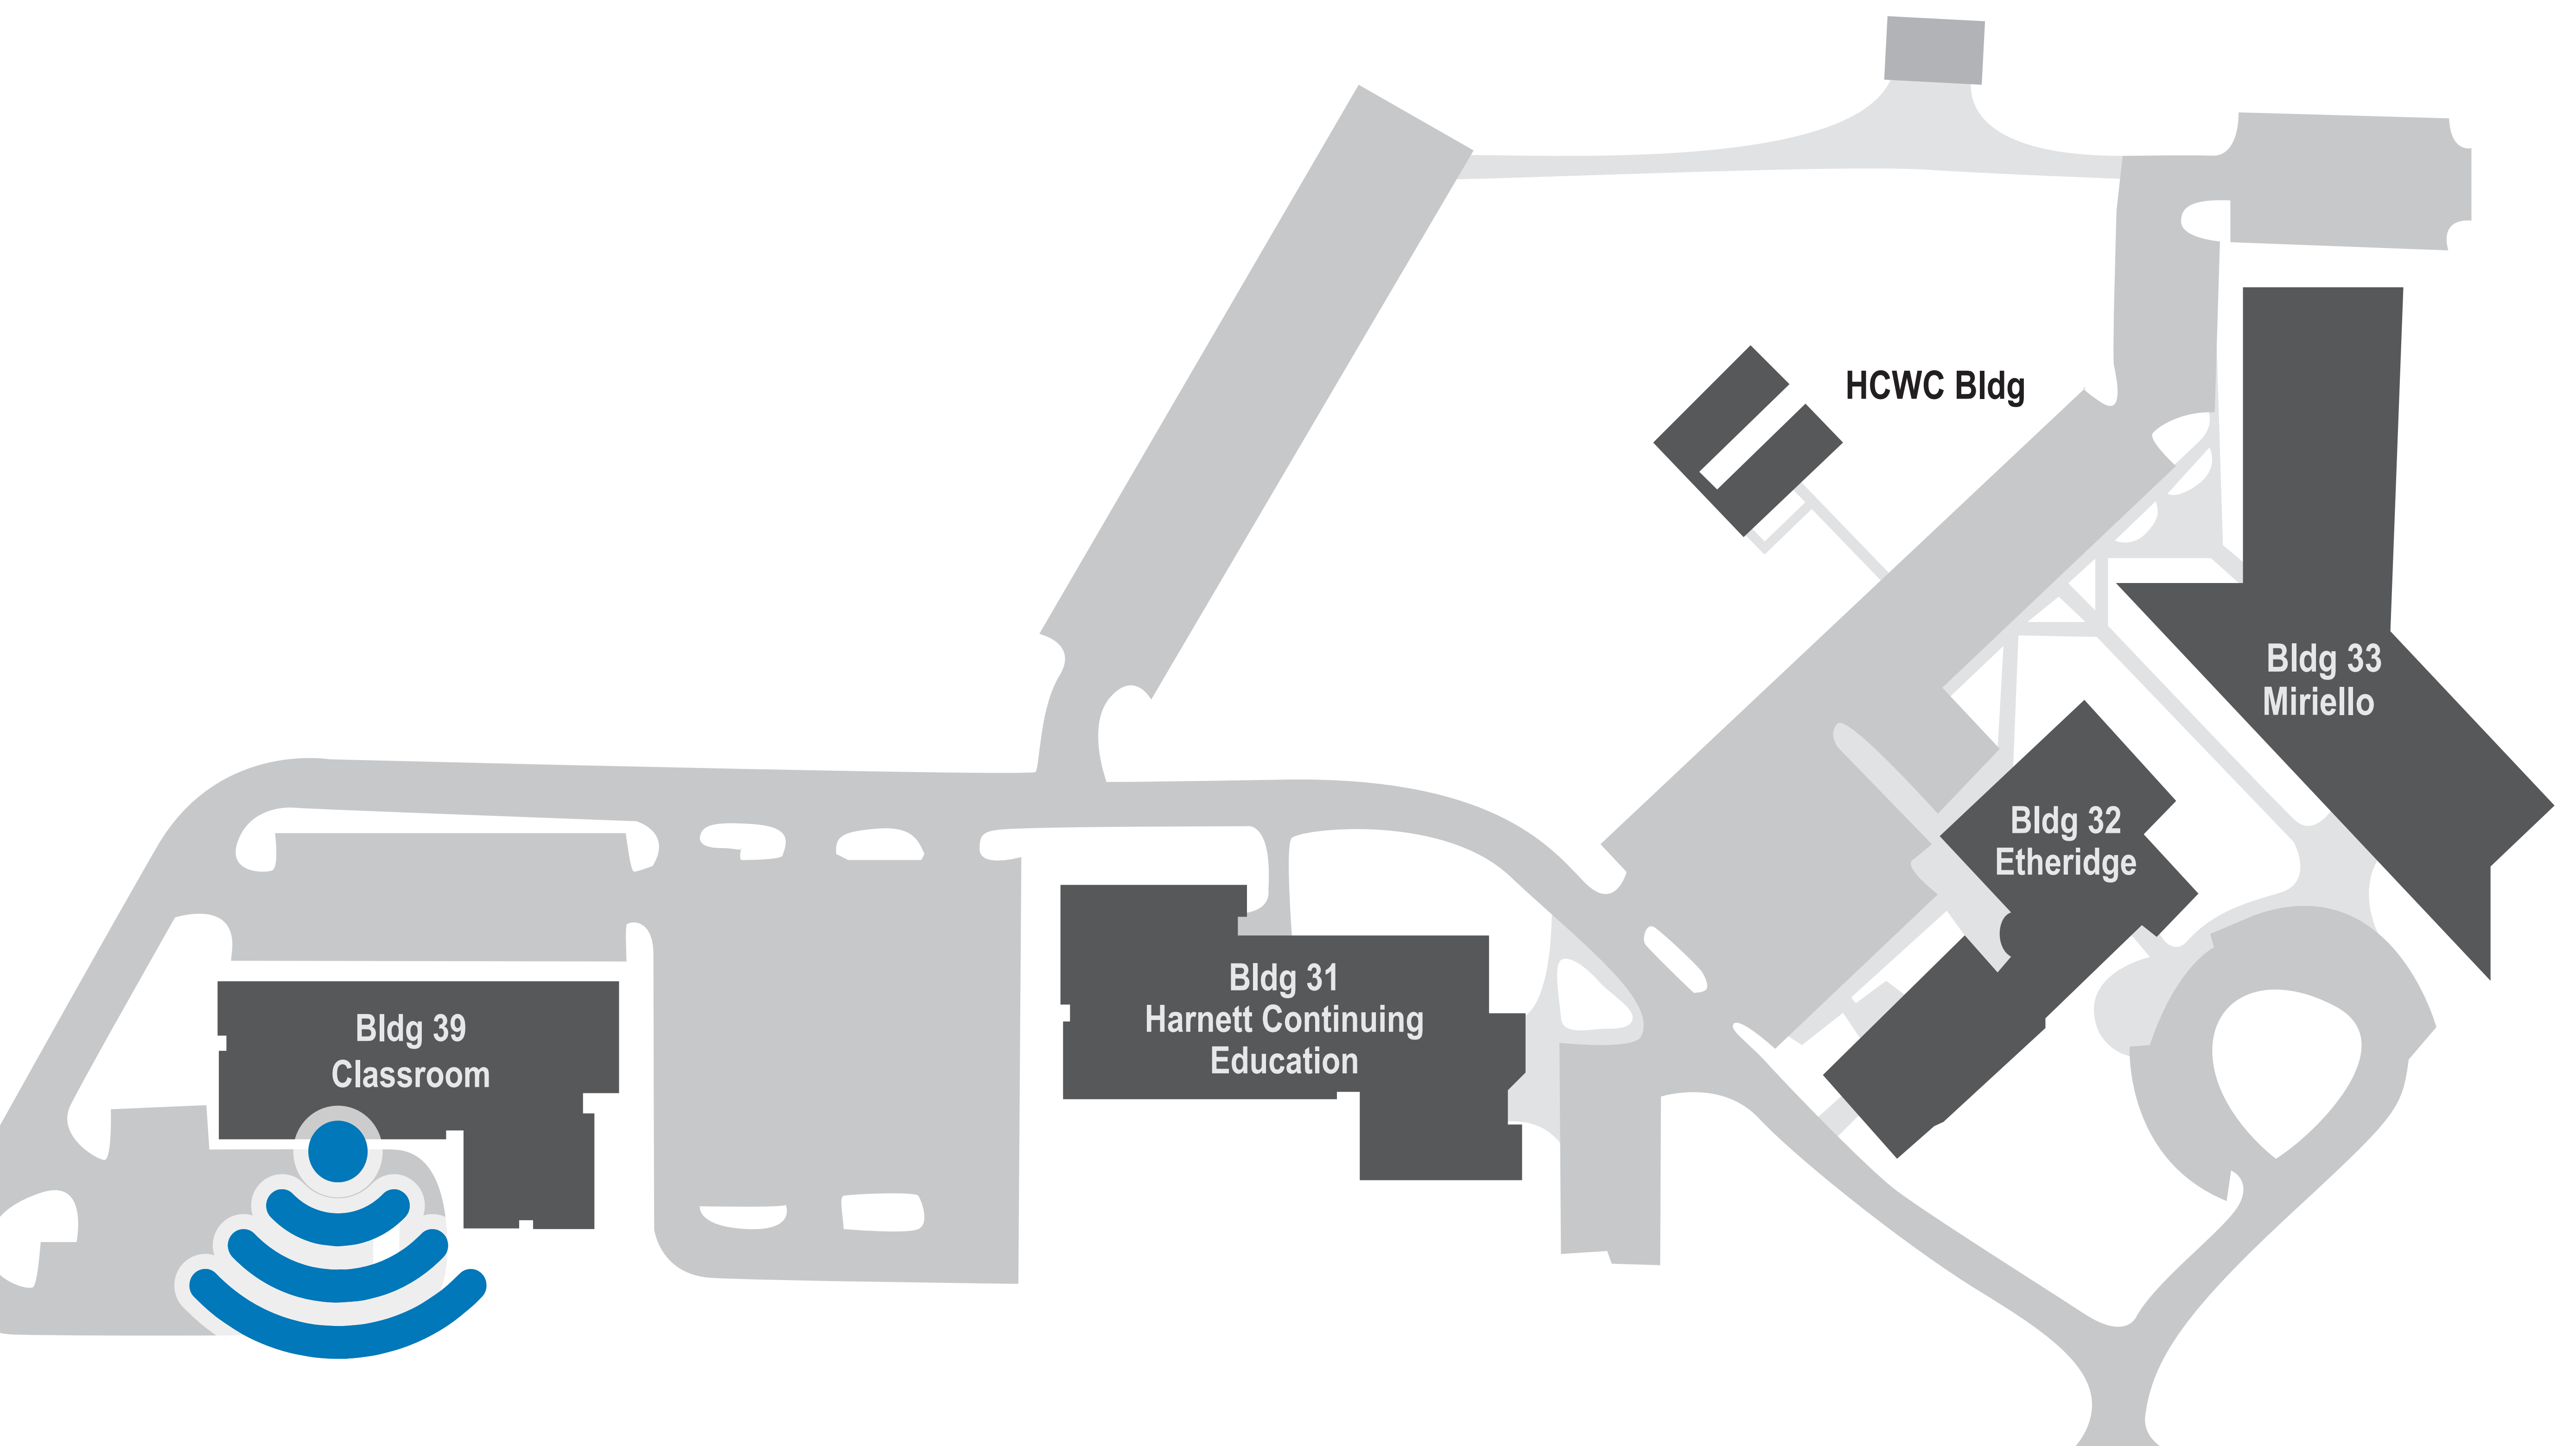 HCWC Bldg
Bldg 33
Miriello
Bldg 32
Etheridge
Bldg 31
Harnett Continuing
Education
Bldg 39
Classroom